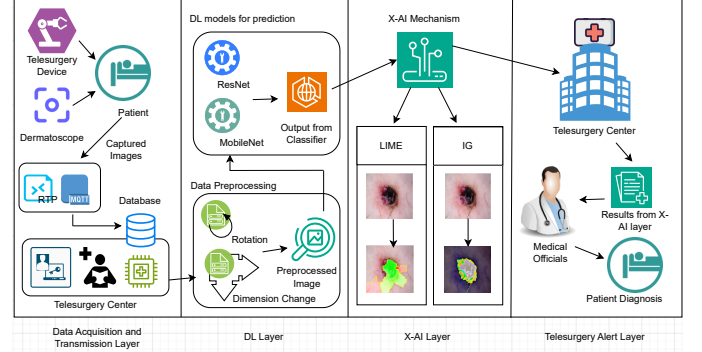 Telesurgery
Device
Dermatoscope
Patient
Captured
Images
RTP
MQTT
Database
Telesurgery Center
Data Acquisition and
Transmission Layer
DL models for prediction
ResNet
MobileNet
Output from
Classifier
Data Preprocessing
Rotation
Dimension Change
Preprocessed
Image
DL Layer
X-AI Mechanism
LIME
IG
X-AI Layer
Telesurgery Center
Results from X-
AI layer
Medical
Officials
Patient Diagnosis
Telesurgery Alert Layer